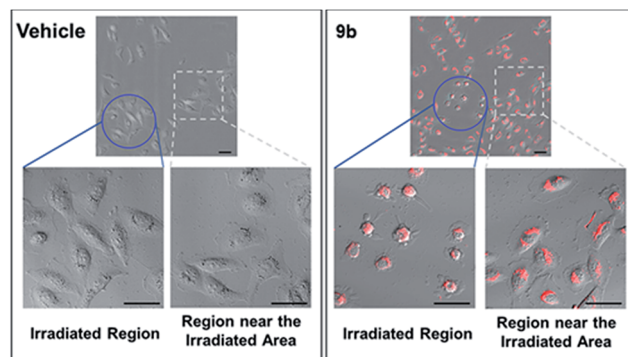 Vehicle
Irradiated Region
Region near the
Irradiated Area
9b
Irradiated Region
Region near the
Irradiated Area